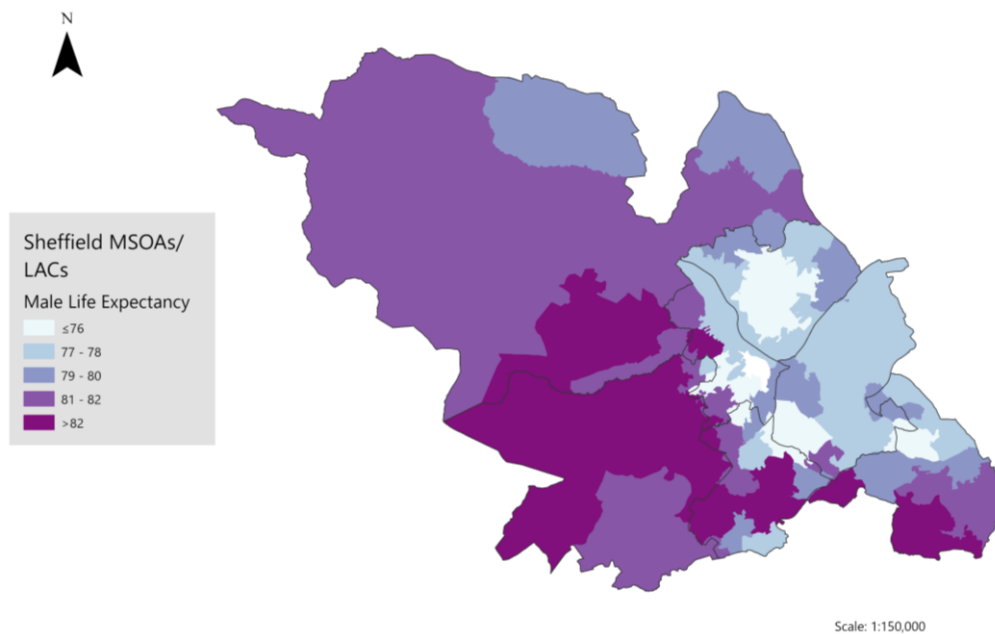 N
Sheffield MSOAs/
LACs
Male Life Expectancy
≤76
77 - 78
79 - 80
81 - 82
>82
Scale: 1:150,000